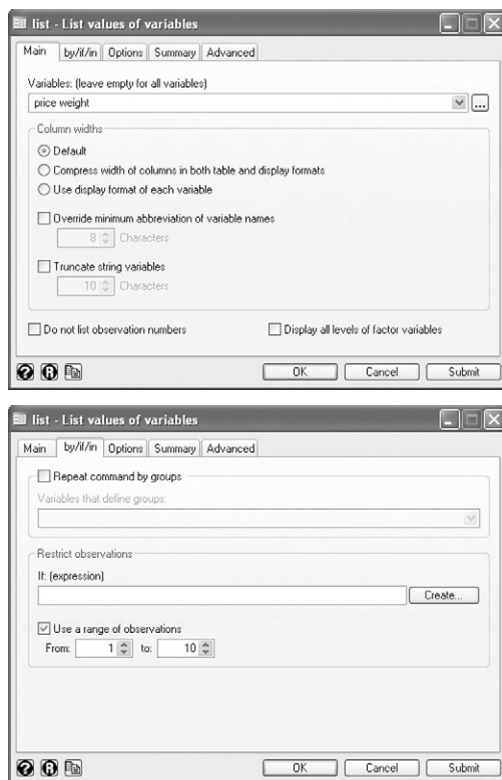 list - List values of variables
Main by/if/in Options Summary Advanced
Variables: (leave empty for all variables)
price weight
...
Column widths
Default
Compress width of columns in both table and display formats
Use display format of each variable
Override minimum abbreviation of variable names
8 Characters
Truncate string variables
10 Characters
Do not list observation numbers Display all levels of factor variables
? R OK Cancel Submit
list - List values of variables
Main by/if/in Options Summary Advanced
Repeat command by groups
Variables that define groups:
Restrict observations
If: (expression)
Create...
Use a range of observations
From: 1 to: 10
? R OK Cancel Submit